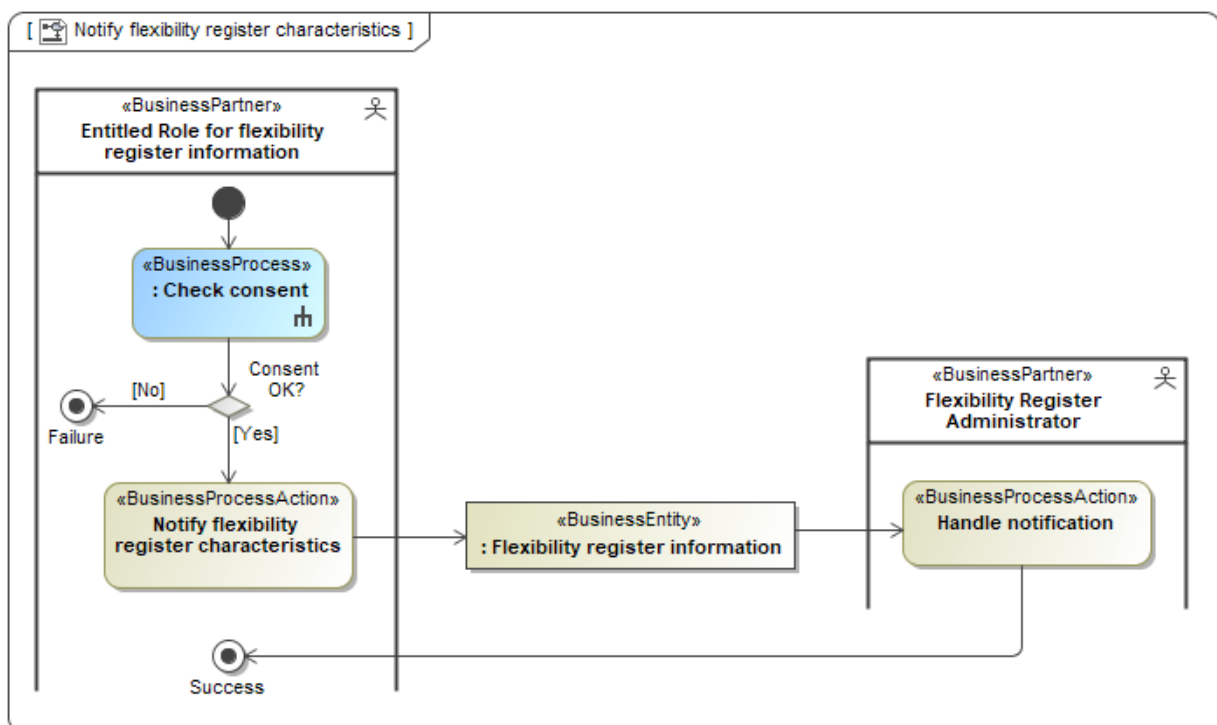 [ Notify flexibility register characteristics ]
«BusinessPartner»
Entitled Role for flexibility
register information
«BusinessProcess»
: Check consent
Consent
OK?
[No]
Failure
[Yes]
«BusinessProcessAction»
Notify flexibility
register characteristics
«BusinessEntity»
: Flexibility register information
«BusinessPartner»
Flexibility Register
Administrator
«BusinessProcessAction»
Handle notification
Success